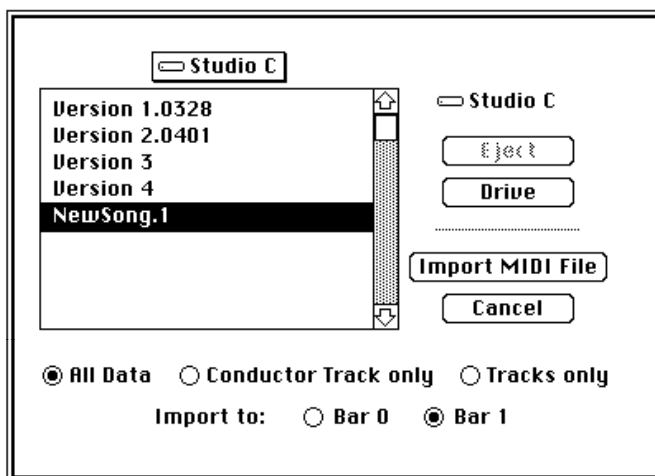 Studio C
Version 1.0328
Version 2.0401
Version 3
Version 4
NewSong.1
Studio C
Eject
Drive
Import MIDI File
Cancel
All Data Conductor Track only Tracks only
Import to: Bar 0 Bar 1